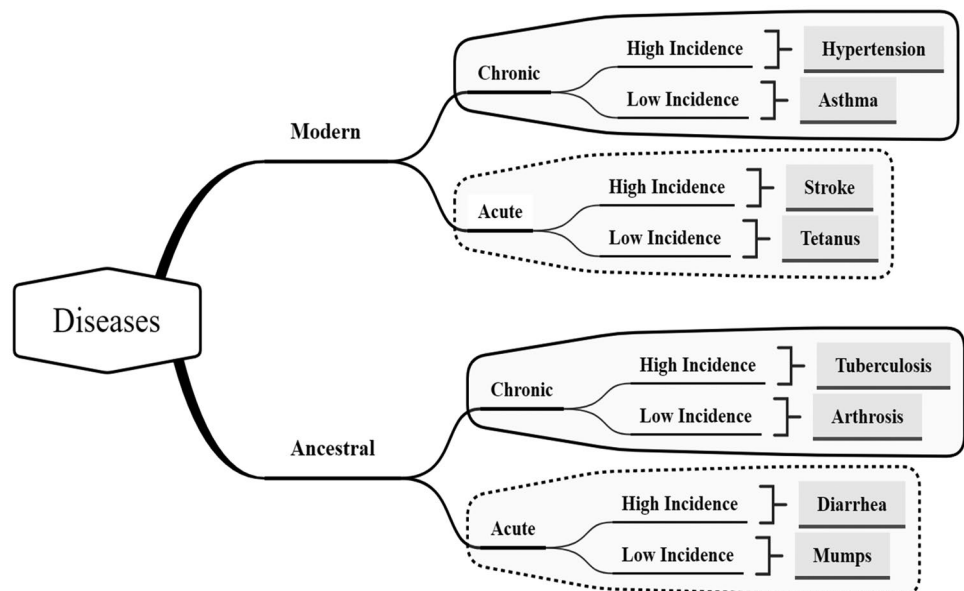 Diseases
Modern
Chronic
High Incidence
Hypertension
Low Incidence
Asthma
Acute
High Incidence
Stroke
Low Incidence
Tetanus
Ancestral
Chronic
High Incidence
Tuberculosis
Low Incidence
Arthrosis
Acute
High Incidence
Diarrhea
Low Incidence
Mumps